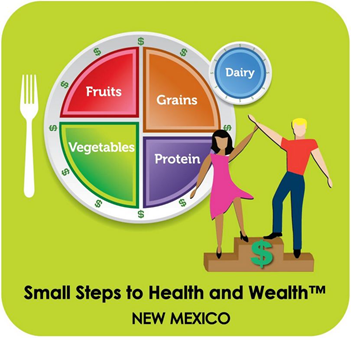 Dairy
Fruits
Grains
Vegetables
Protein
$
Small Steps to Health and Wealth™
NEW MEXICO